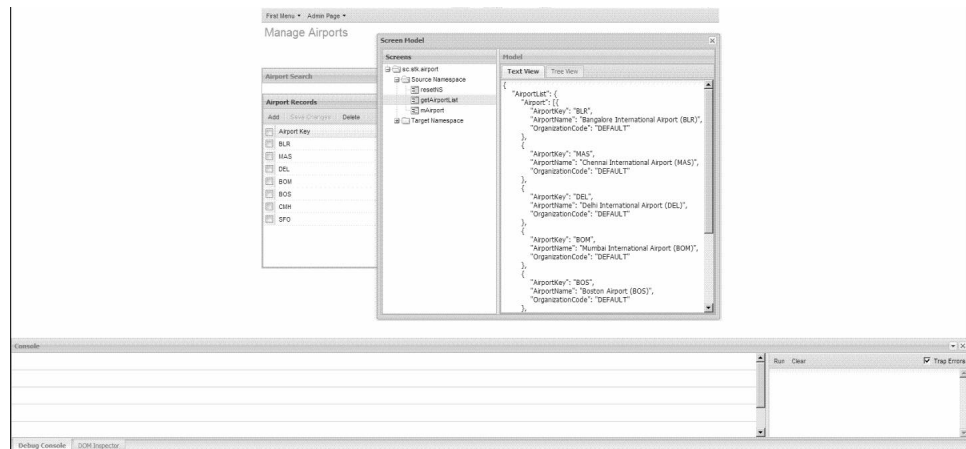 First Menu Admin Page
Manage Airports
Screen Model
Screens
Model
sc.stk.airport
Source Namespace
resetNS
getAirportList
mAirport
Target Namespace
Text View Tree View
{
"AirportList": {
"Airport": [{
"AirportKey": "BLR",
"AirportName": "Bangalore International Airport (BLR)",
"OrganizationCode": "DEFAULT"
},
{
"AirportKey": "MAS",
"AirportName": "Chennai International Airport (MAS)",
"OrganizationCode": "DEFAULT"
},
{
"AirportKey": "DEL",
"AirportName": "Delhi International Airport (DEL)",
"OrganizationCode": "DEFAULT"
},
{
"AirportKey": "BOM",
"AirportName": "Mumbai International Airport (BOM)",
"OrganizationCode": "DEFAULT"
},
{
"AirportKey": "BOS",
"AirportName": "Boston Airport (BOS)",
"OrganizationCode": "DEFAULT"
},
Airport Search
Airport Records
Add Save Changes Delete
Airport Key
BLR
MAS
DEL
BOM
BOS
CMH
SFO
Console
Run Clear Trap Errors
Debug Console DOM Inspector